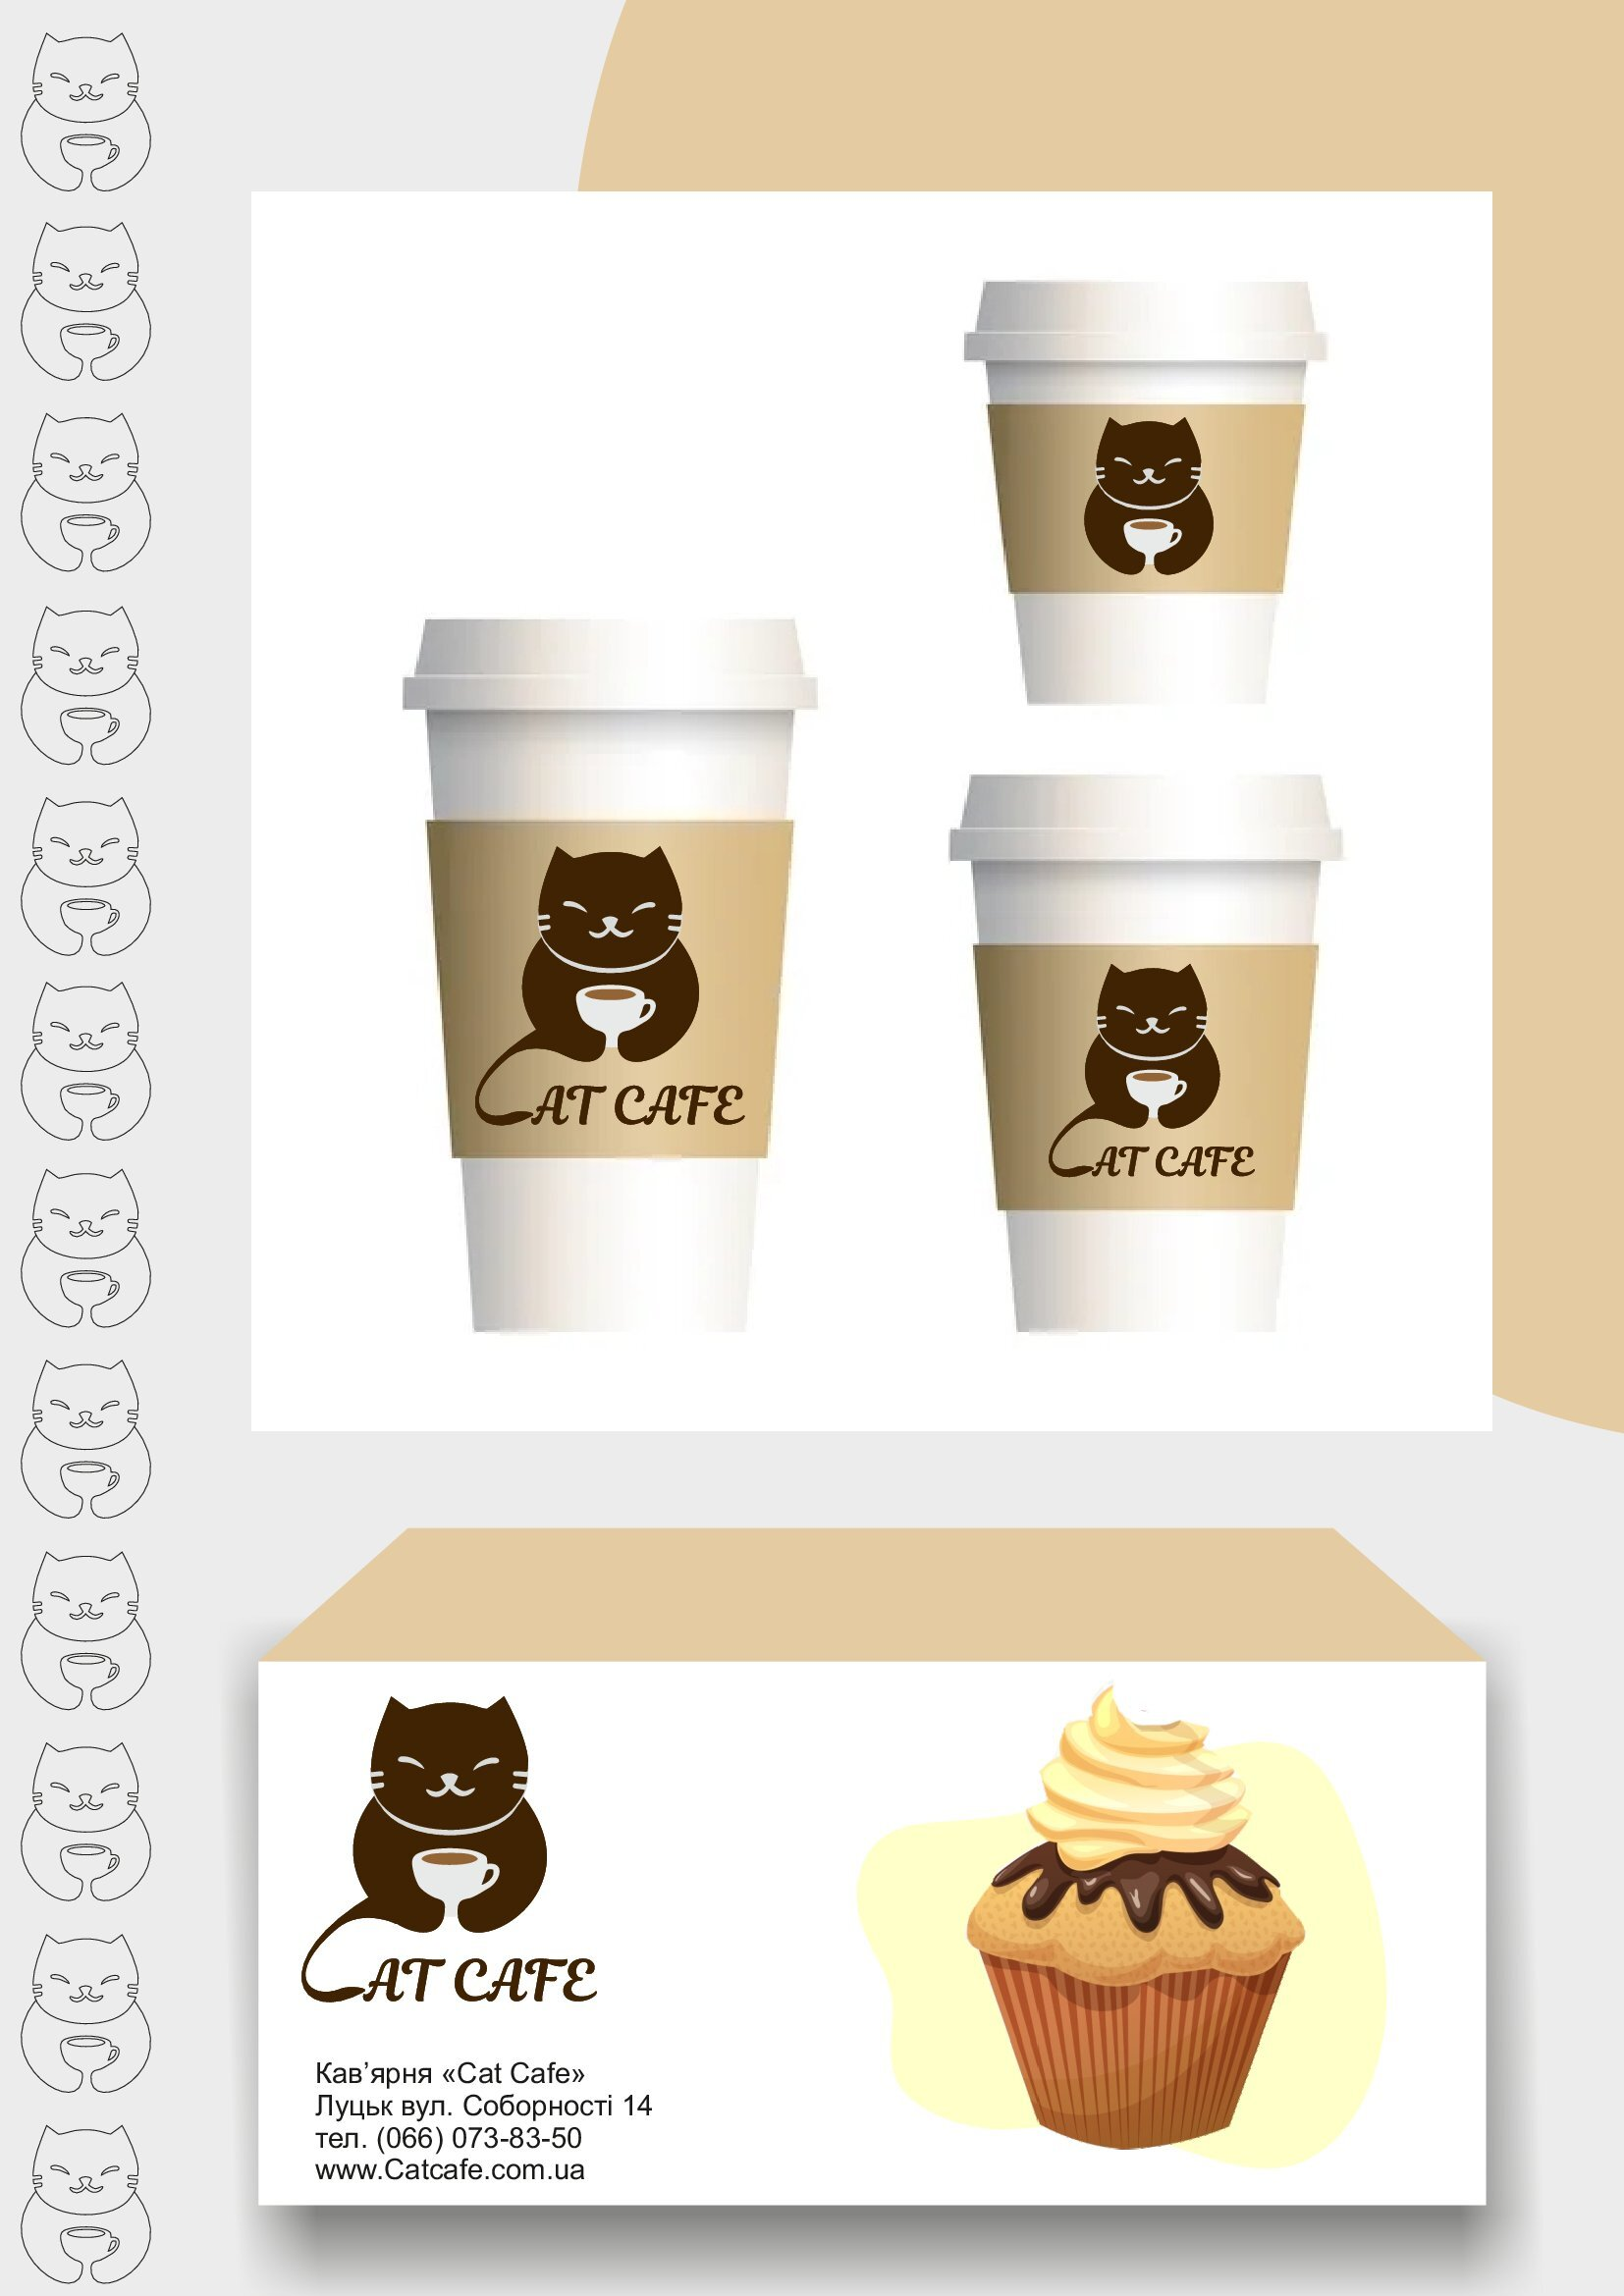 CAT CAFE
CAT CAFE
CAT CAFE
Кав’ярня «Cat Cafe»
Луцьк вул. Соборності 14
тел. (066) 073-83-50
www.Catcafe.com.ua